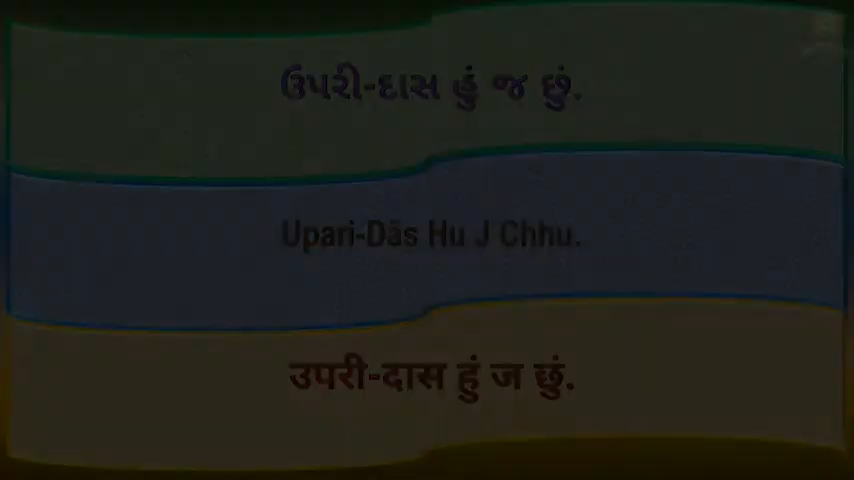 ઉપરી-દાસ હું જ છું.
Upari-Dās Hu J Chhu.
उपरी-दास हुं ज छुं.